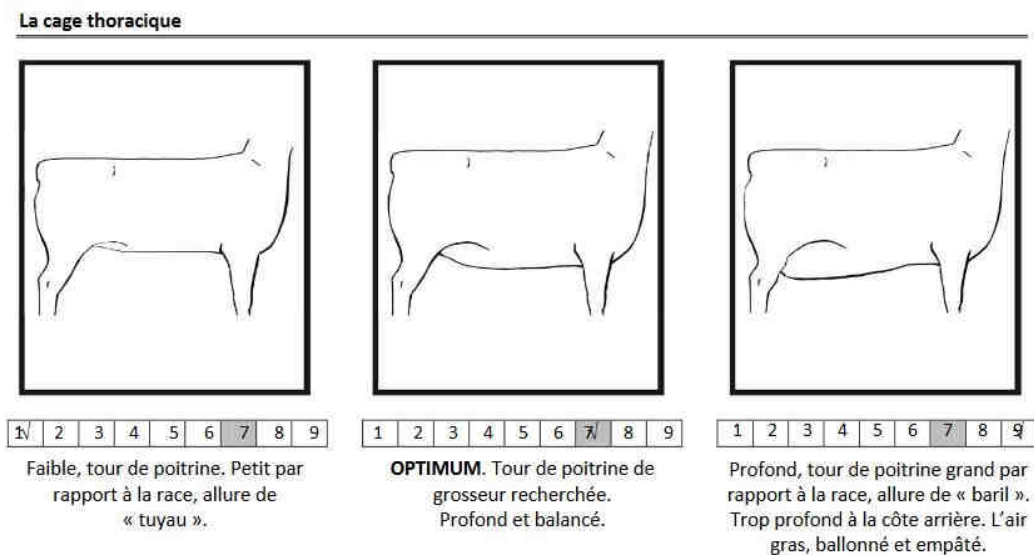 La cage thoracique
1√ 2 3 4 5 6 7 8 9
Faible, tour de poitrine. Petit par
rapport à la race, allure de
« tuyau ».
1 2 3 4 5 6 7√ 8 9
OPTIMUM. Tour de poitrine de
grosseur recherchée.
Profond et balancé.
1 2 3 4 5 6 7 8 9√
Profond, tour de poitrine grand par
rapport à la race, allure de « baril ».
Trop profond à la côte arrière. L’air
gras, ballonné et empâté.